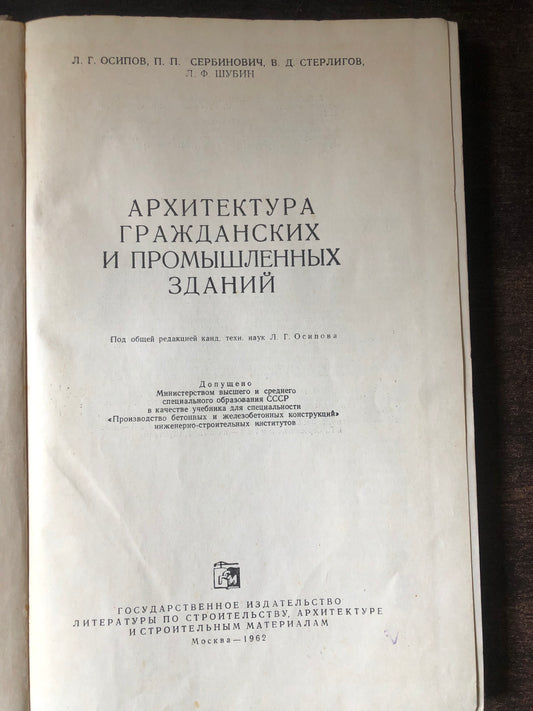 Л. Г. ОСИПОВ, П. П. СЕРБИНОВИЧ, В. Д. СТЕРЛИГОВ,
Л. Ф. ШУБИН
АРХИТЕКТУРА
ГРАЖДАНСКИХ
И ПРОМЫШЛЕННЫХ
ЗДАНИЙ
Под общей редакцией канд. техн. наук Л. Г. Осипова
Допущено
Министерством высшего и среднего
специального образования СССР
в качестве учебника для специальности
«Производство бетонных и железобетонных конструкций»
инженерно-строительных институтов
ГОСУДАРСТВЕННОЕ ИЗДАТЕЛЬСТВО
ЛИТЕРАТУРЫ ПО СТРОИТЕЛЬСТВУ, АРХИТЕКТУРЕ
И СТРОИТЕЛЬНЫМ МАТЕРИАЛАМ
Москва — 1962